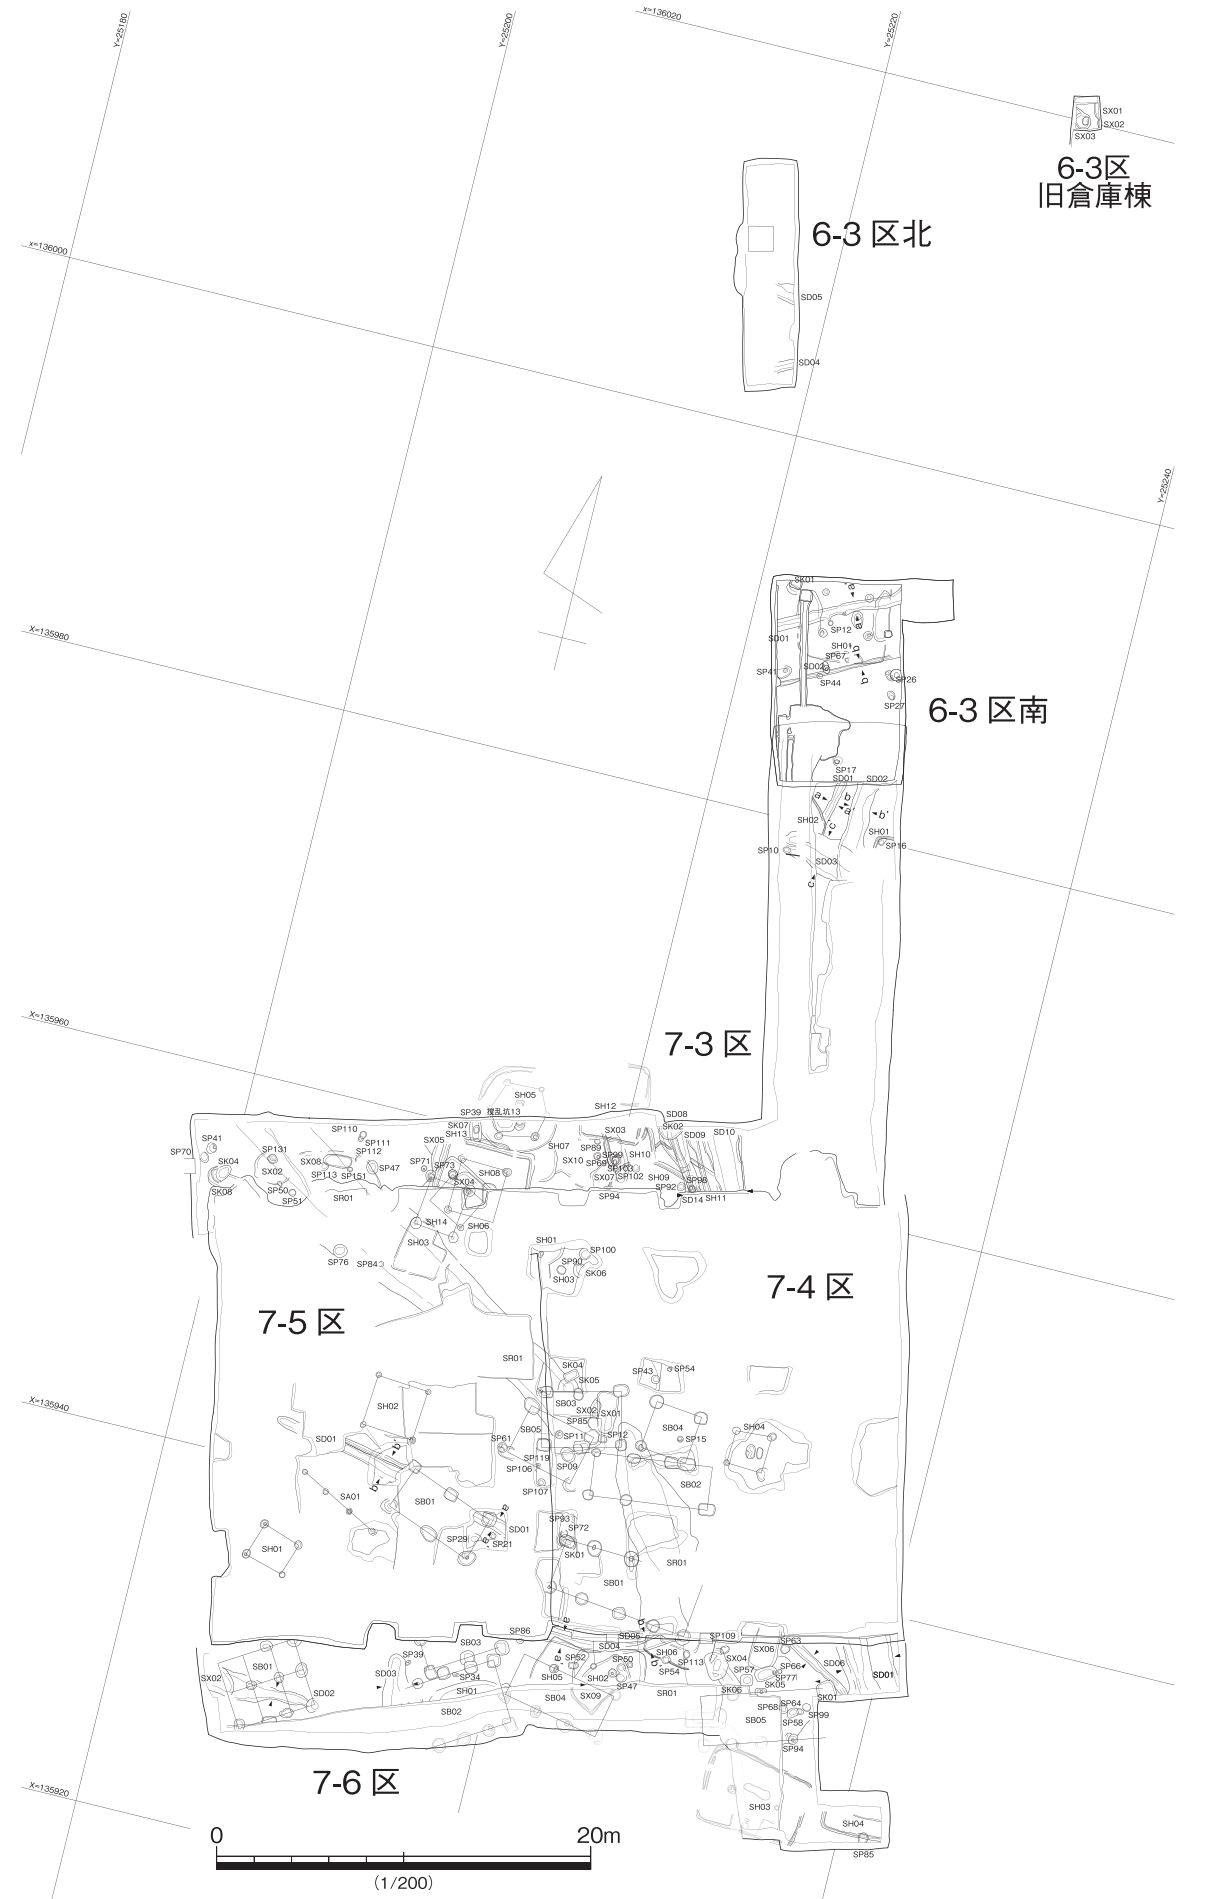 Y=25180
Y=25200
x=136020
Y=25220
SX01
SX02
SX03
6-3区
旧倉庫棟
6-3 区北
x=136000
SD05
SD04
Y=25240
X=135980
SK01
a'
SP12
a
SD01
SH01
b'
SP67
SD02
SP41
SP44
b
SP26
SP27
6-3 区南
SP17
SD01
SD02
a
b
a'
SH02
c'
b'
SH01
SP10
SP16
SD03
c
X=135960
7-3 区
SH05
SP39
撹乱坑13
SH12
SD08
SP41
SP110
SP111
SK07
SH13
SX03
SK02
SD09
SD10
SP70
SP131
SP112
SX05
SH07
SP89
SP99
SH10
SK04
SX08
SP47
SP71
SP73
SH08
SX10
SP69
SP103
SX02
SP113
SP151
SX04
SX07
SP102
SH09
SP98
SK08
SP50
SP51
SR01
SP94
SP92
SD14
SH11
SH14
SH06
SH03
SP76
SP84
SH01
SP100
SP90
SK06
SH03
7-4 区
7-5 区
SR01
SK04
SK05
SP43
SP54
X=135940
SH02
SB03
SX02
SX01
SP85
SB05
SP11
SP12
SB04
SP15
SH04
SD01
b'
SP61
SP119
SP09
SP106
SP107
SB02
b
SA01
SB01
a
SD01
SP93
SP72
SP29
a'
SP21
SK01
SH01
SR01
SB01
e
d'
SP86
SD05
SP109
SB03
SD04
SH06
SX06
SP63
SP39
e'
SP52
SP50
d
SP113
SX04
SP66
SD06
SX02
SB01
SD03
SP34
SH05
SH02
SP54
SP57
SP77
SD01
SD02
SH01
SP47
SK05
SB04
SX09
SR01
SK06
SK01
SB02
SP68
SP64
SB05
SP58
SP99
SP94
7-6 区
X=135920
SH03
SH04
SP85
0
20m
(1/200)